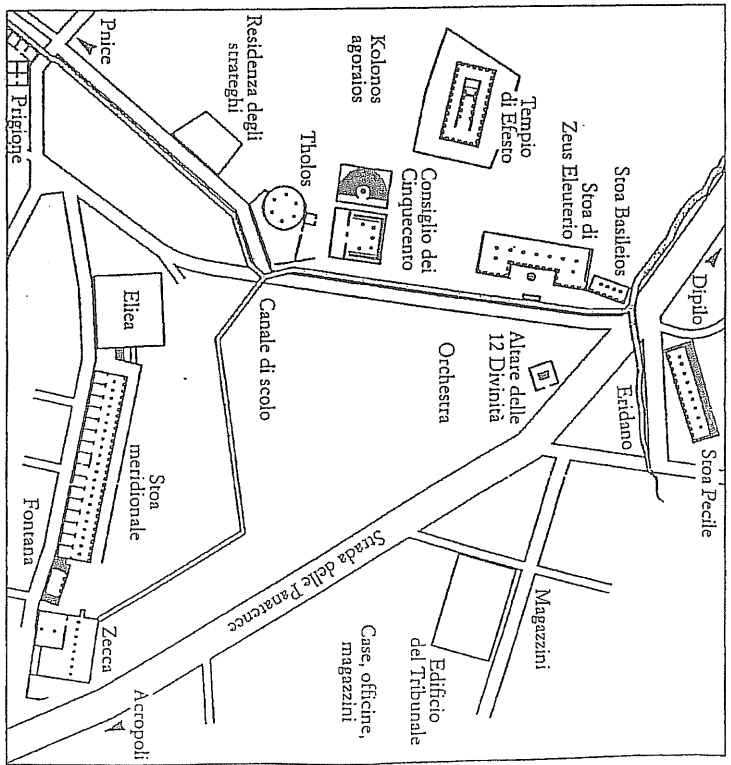 Pnice
Prigione
Residenza degli
strateghi
Kolonos
agoraios
Tholos
Tempio
di Efesto
Consiglio dei
Cinquecento
Stoa di
Zeus Eleuterio
Stoa Basileios
Dipilo
Stoa Pecile
Eridano
Altare delle
12 Divinità
Orchestra
Canale di scolo
Eliea
Stoa
meridionale
Fontana
Zecca
Acropoli
Strada delle Panatenee
Magazzini
Edificio
del Tribunale
Case, officine,
magazzini